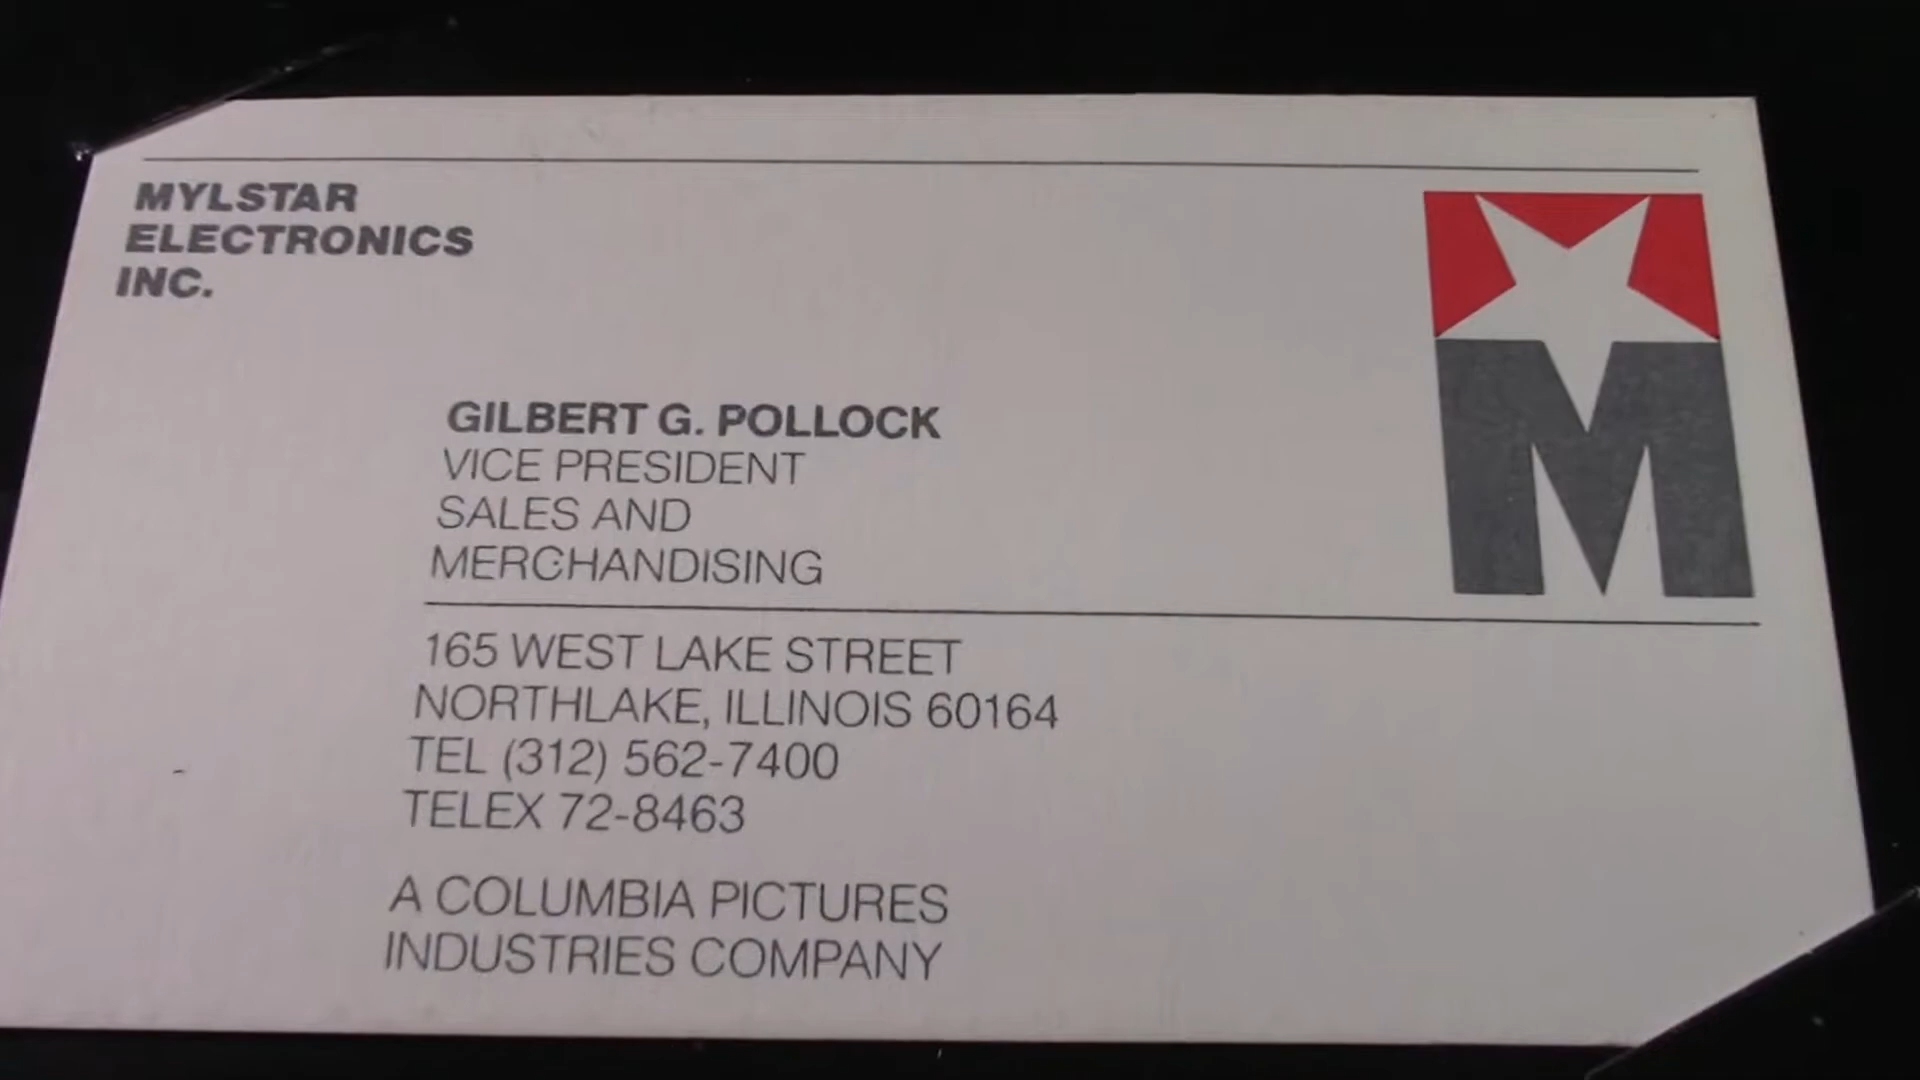 MYLSTAR
ELECTRONICS
INC.
GILBERT G. POLLOCK
VICE PRESIDENT
SALES AND
MERCHANDISING
165 WEST LAKE STREET
NORTHLAKE, ILLINOIS 60164
TEL (312) 562-7400
TELEX 72-8463
A COLUMBIA PICTURES
INDUSTRIES COMPANY
M